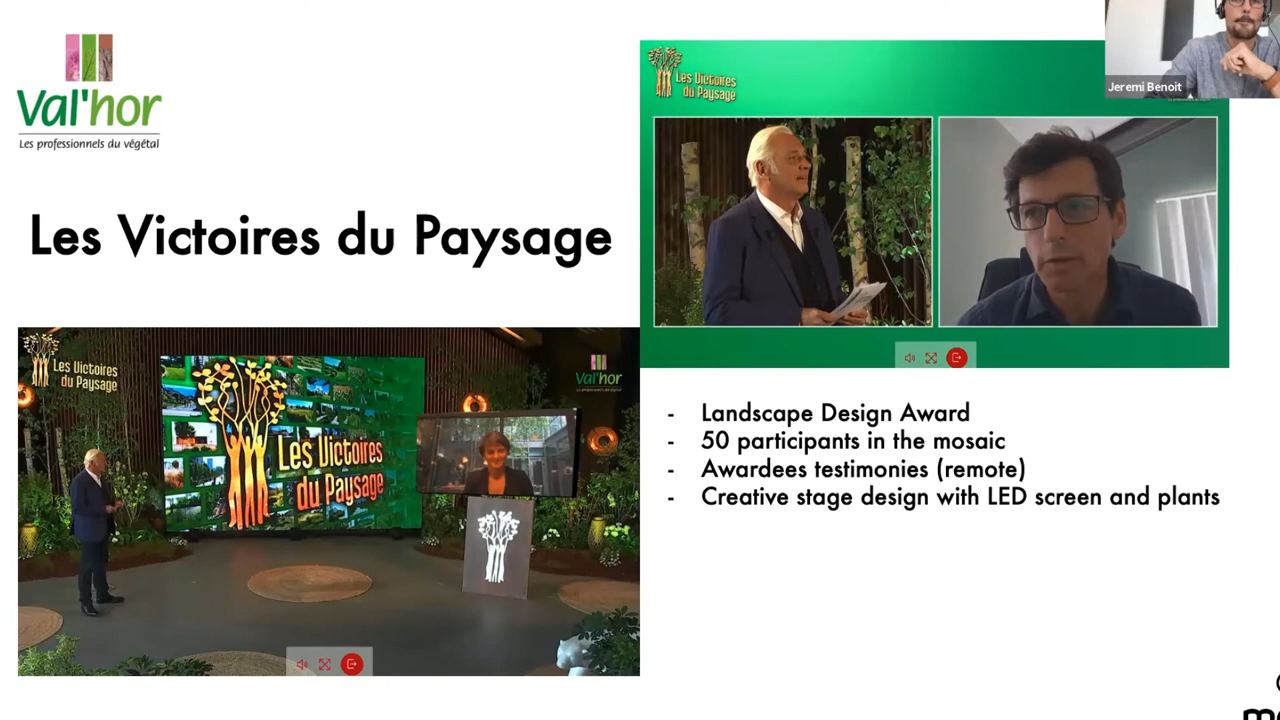 Val'hor
Les professionnels du végétal
Les Victoires du Paysage
Les Victoires
du Paysage
Jeremi Benoit
Les Victoires
du Paysage
Val'hor
Les Victoires
du Paysage
- Landscape Design Award
- 50 participants in the mosaic
- Awardees testimonies (remote)
- Creative stage design with LED screen and plants